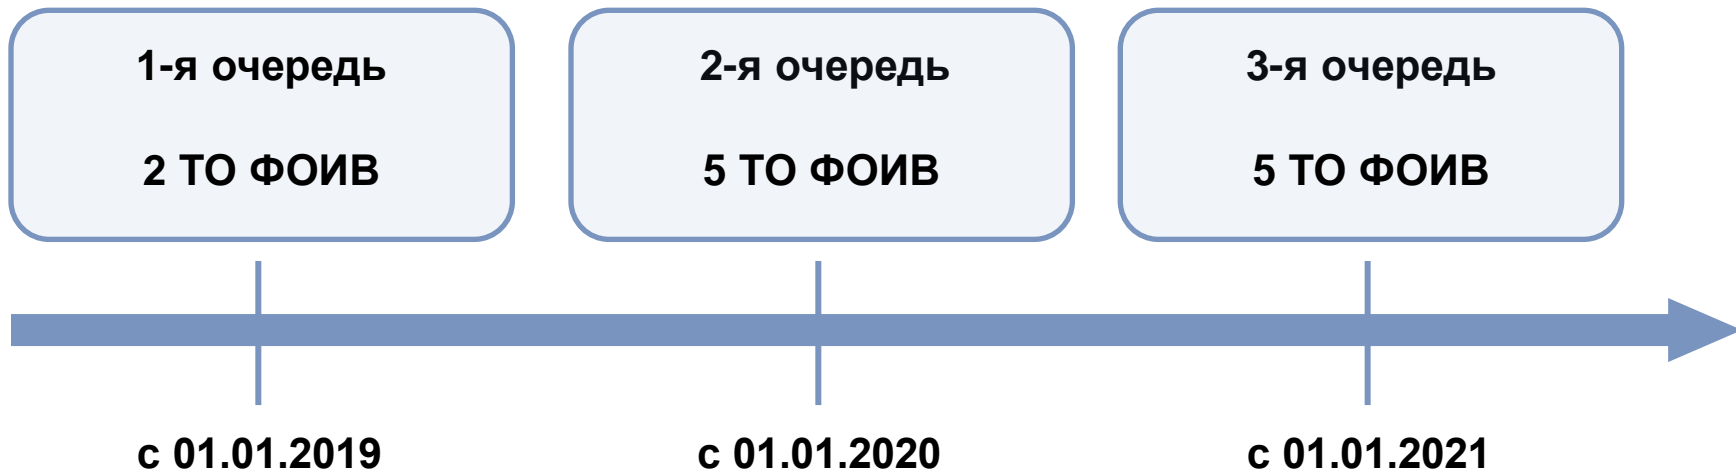 1-я очередь
2 ТО ФОИВ
2-я очередь
5 ТО ФОИВ
3-я очередь
5 ТО ФОИВ
с 01.01.2019
с 01.01.2020
с 01.01.2021